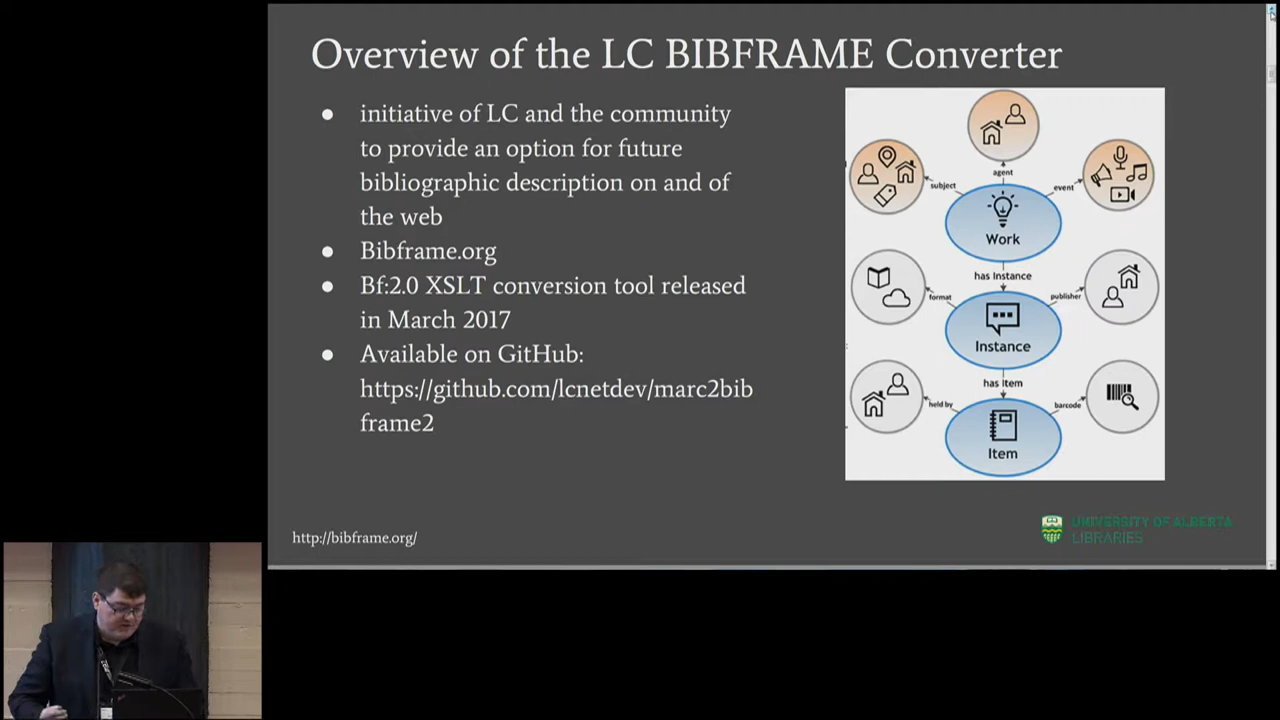 Overview of the LC BIBFRAME Converter
● initiative of LC and the community
to provide an option for future
bibliographic description on and of
the web
● Bibframe.org
● Bf:2.0 XSLT conversion tool released
in March 2017
● Available on GitHub:
https://github.com/lcnetdev/marc2bib
frame2
agent
subject
event
Work
has Instance
format
publisher
Instance
has Item
held by
barcode
Item
http://bibframe.org/
UNIVERSITY OF ALBERTA
LIBRARIES